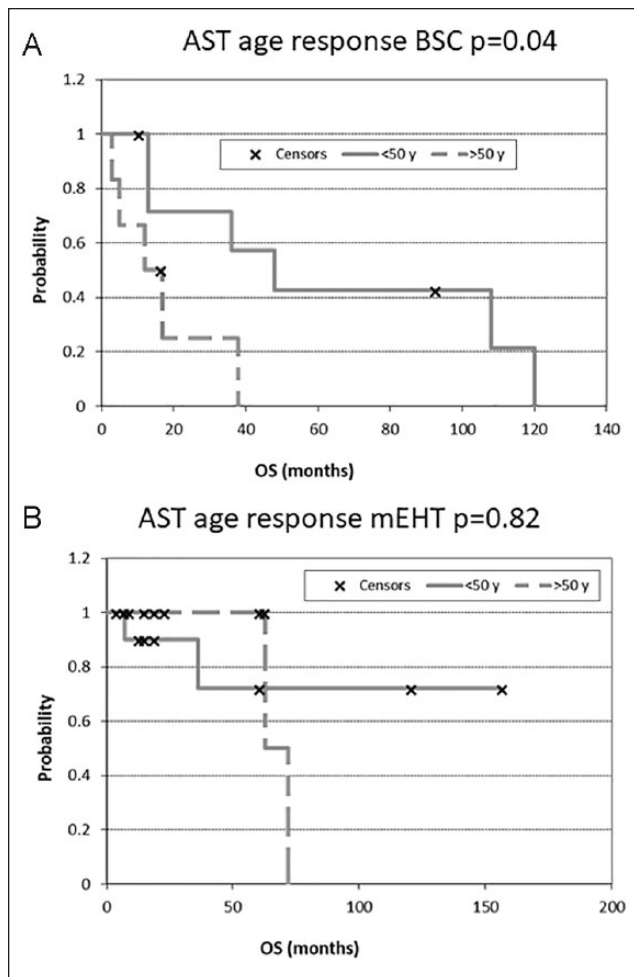 A
AST age response BSC p=0.04
1.2
1
0.8
0.6
0.4
0.2
0
Probability
× Censors <50 y >50 y
0 20 40 60 80 100 120 140
OS (months)
B
AST age response mEHT p=0.82
1.2
1
0.8
0.6
0.4
0.2
0
Probability
× Censors <50 y >50 y
0 50 100 150 200
OS (months)